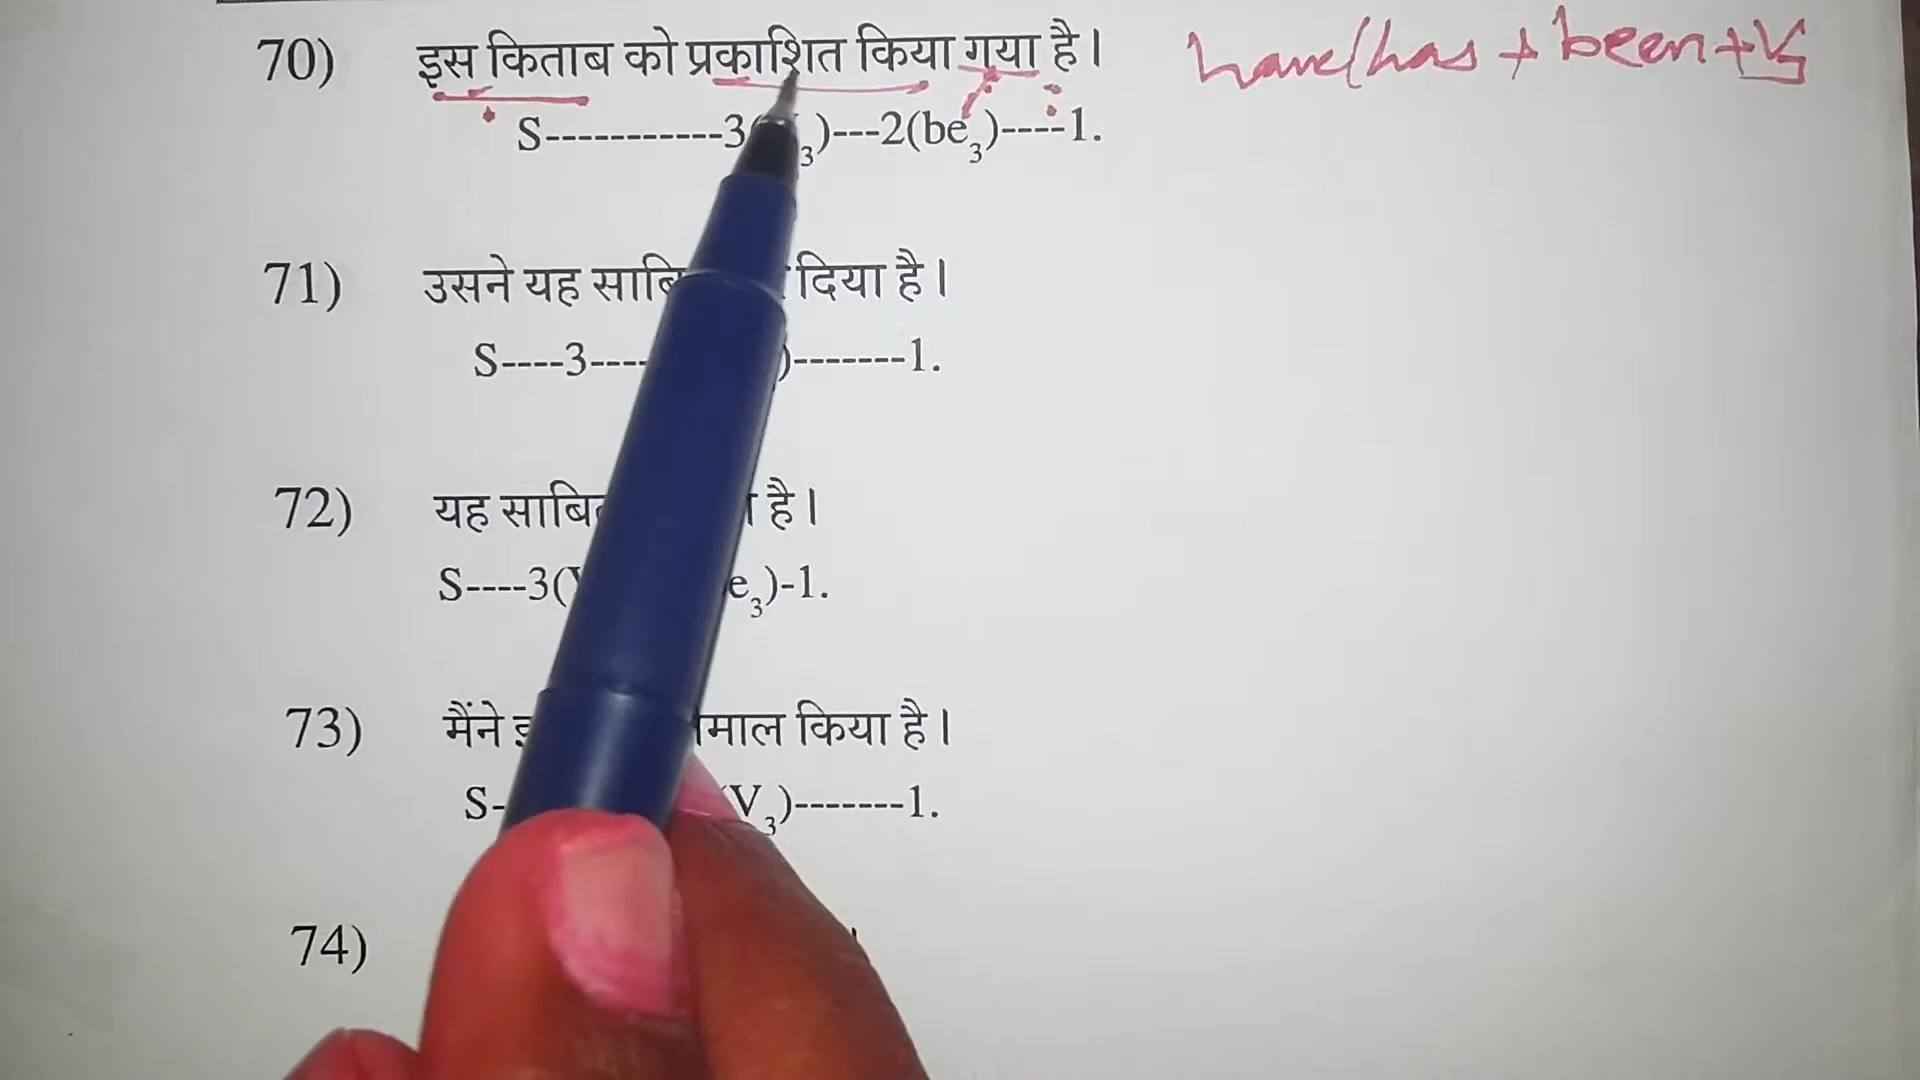 70) इस किताब को प्रकाशित किया गया है। have/has + been + V3
S-----------3( 3)---2(be3)----1.
71) उसने यह दिया है।
S----3---- )-------1.
72) यह है।
S----3( e3)-1.
73) मैंने किया है।
S- (V3)-------1.
74)